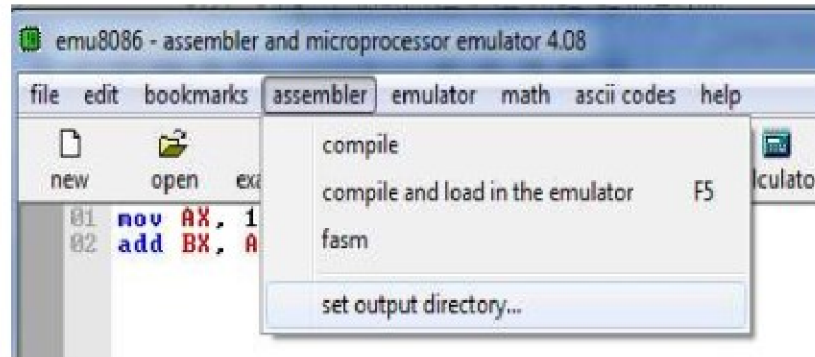 emu8086 - assembler and microprocessor emulator 4.08
file edit bookmarks assembler emulator math ascii codes help
new open
compile
compile and load in the emulator F5
fasm
set output directory...
01 mov AX, 1
02 add BX, A